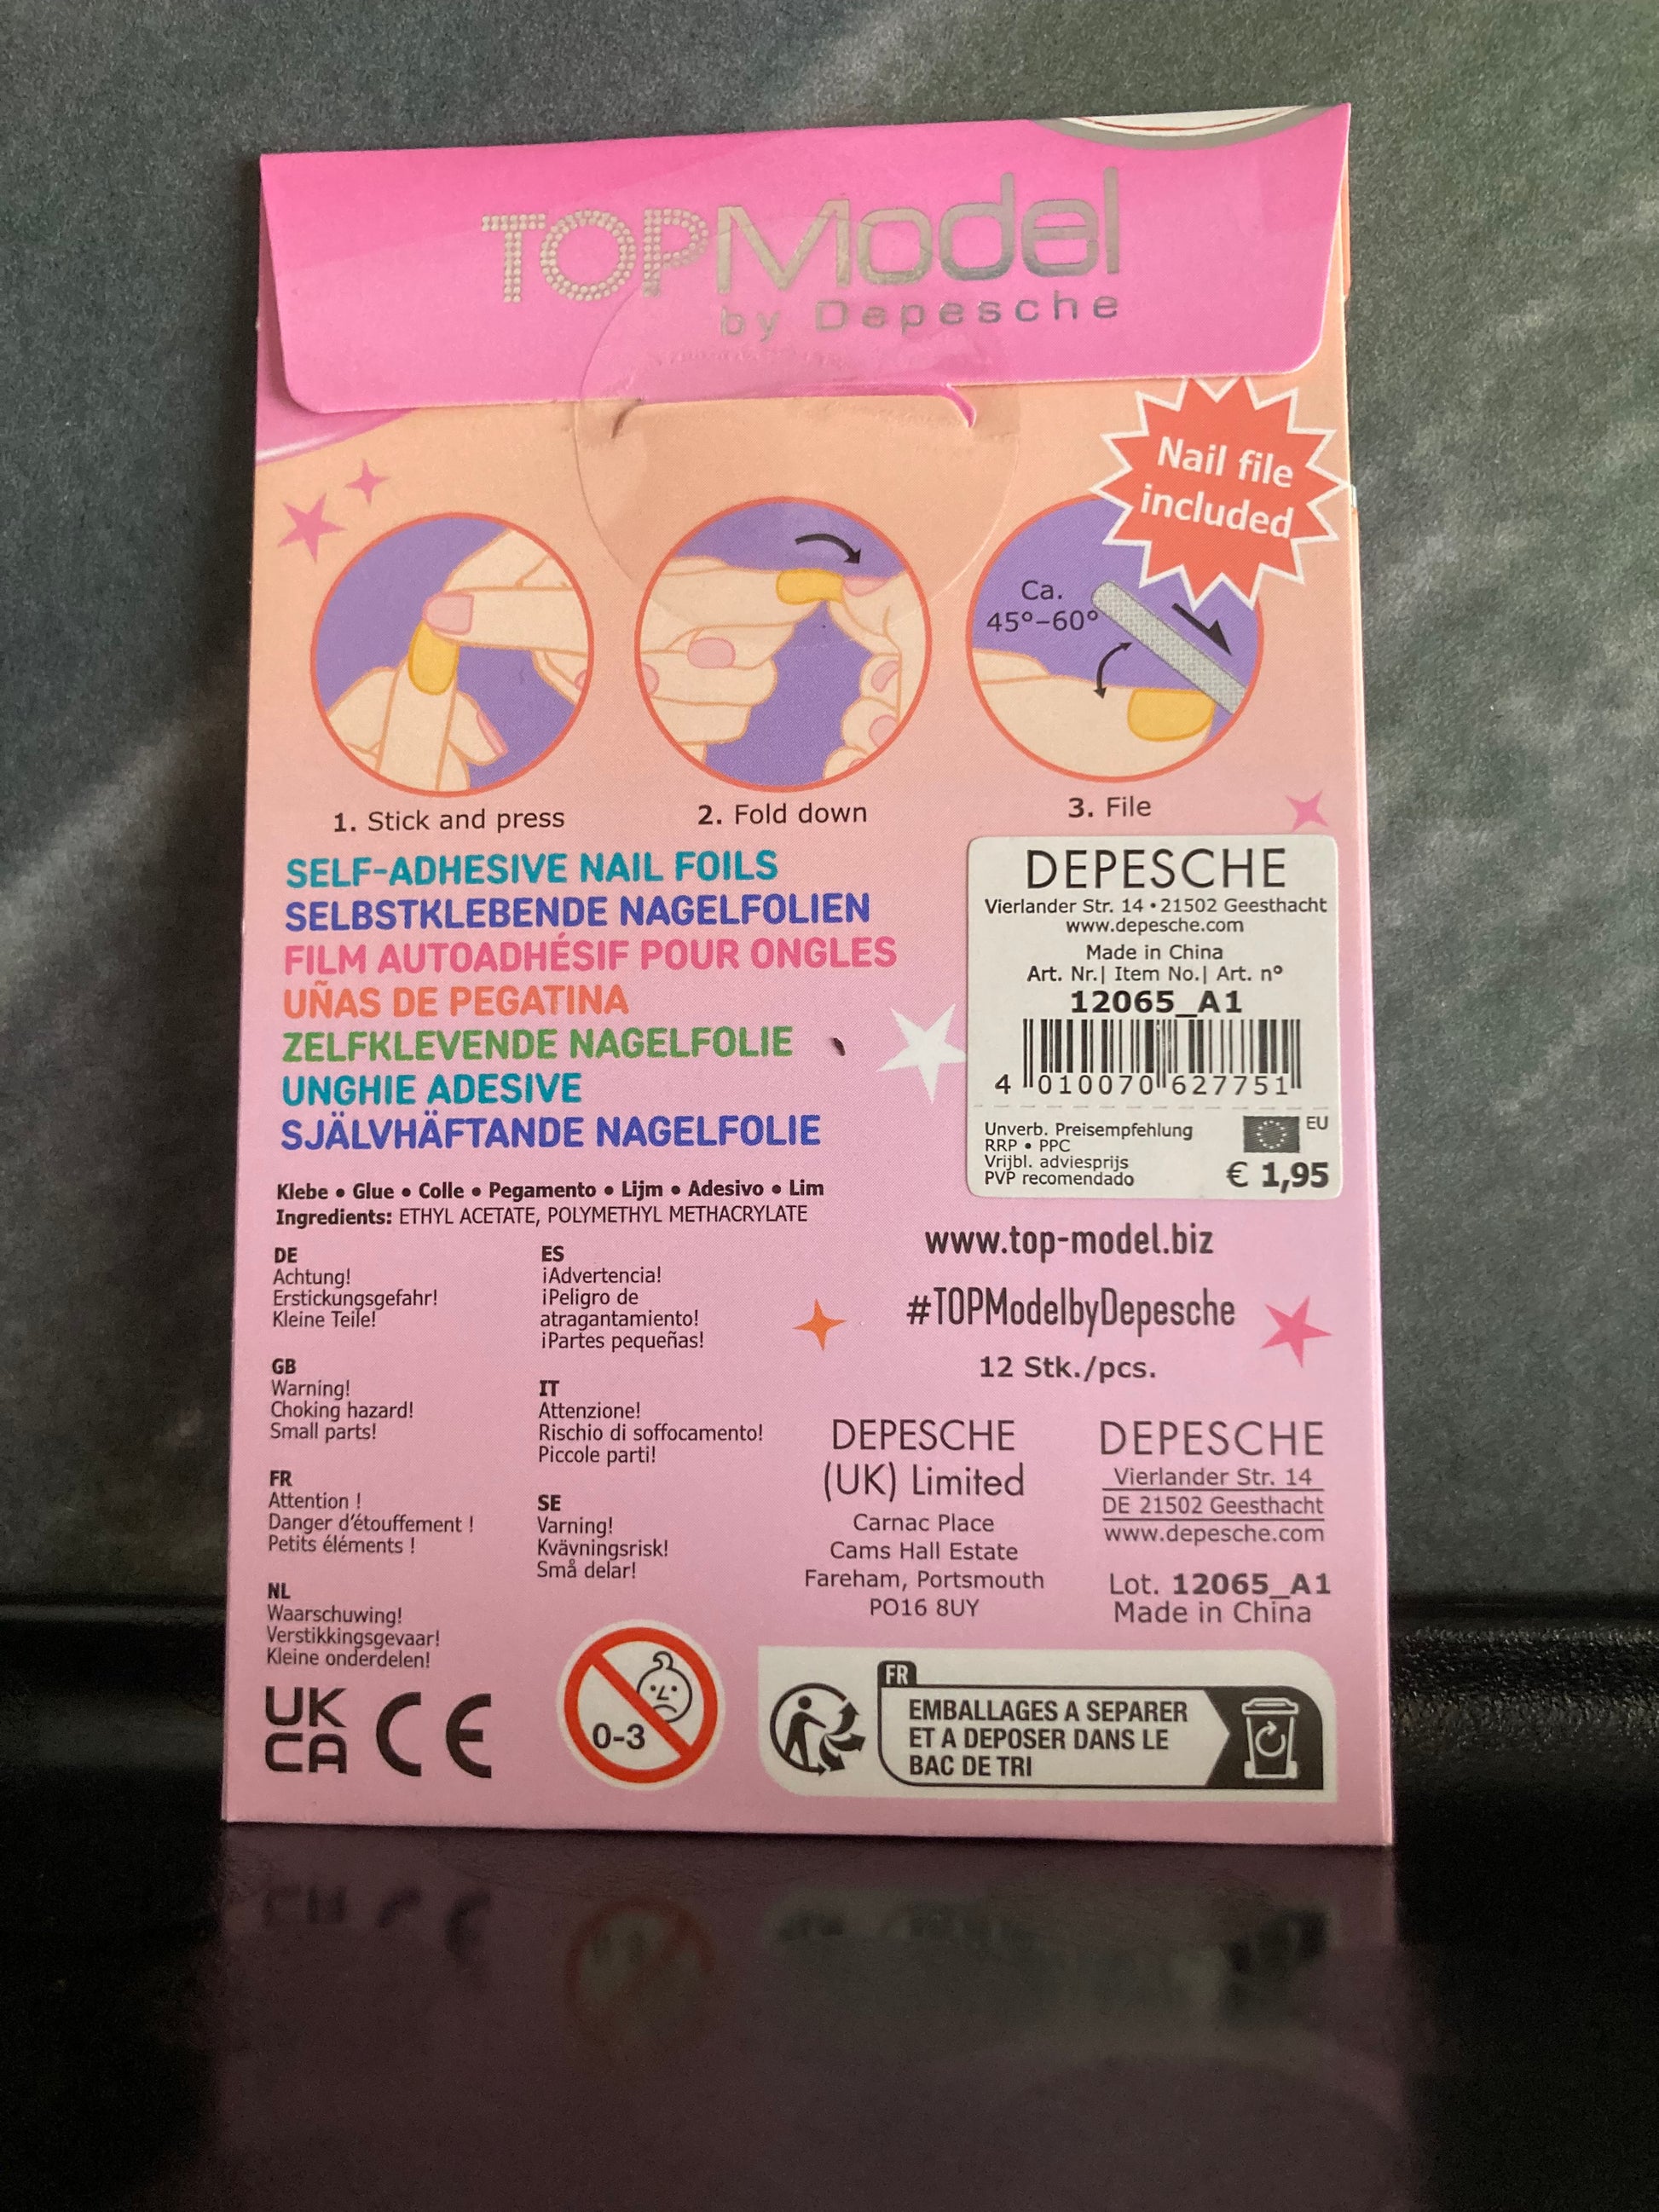 TOPModel
by Depesche
Nail file
included
Ca.
45°–60°
1. Stick and press
2. Fold down
3. File
SELF-ADHESIVE NAIL FOILS
SELBSTKLEBENDE NAGELFOLIEN
FILM AUTOADHÉSIF POUR ONGLES
UÑAS DE PEGATINA
ZELFKLEVENDE NAGELFOLIE
UNGHIE ADESIVE
SJÄLVHÄFTANDE NAGELFOLIE
DEPESCHE
Vierlander Str. 14 • 21502 Geesthacht
www.depesche.com
Made in China
Art. Nr.| Item No.| Art. n°
12065_A1
4 010070 627751
Unverb. Preisempfehlung
RRP • PPC
Vrijbl. adviesprijs
PVP recomendado
EU
€ 1,95
Klebe • Glue • Colle • Pegamento • Lijm • Adesivo • Lim
Ingredients: ETHYL ACETATE, POLYMETHYL METHACRYLATE
DE
Achtung!
Erstickungsgefahr!
Kleine Teile!
GB
Warning!
Choking hazard!
Small parts!
FR
Attention !
Danger d'étouffement !
Petits éléments !
NL
Waarschuwing!
Verstikkingsgevaar!
Kleine onderdelen!
ES
¡Advertencia!
¡Peligro de
atragantamiento!
¡Partes pequeñas!
IT
Attenzione!
Rischio di soffocamento!
Piccole parti!
SE
Varning!
Kvävningsrisk!
Små delar!
www.top-model.biz
#TOPModelbyDepesche
12 Stk./pcs.
DEPESCHE
(UK) Limited
Carnac Place
Cams Hall Estate
Fareham, Portsmouth
PO16 8UY
DEPESCHE
Vierlander Str. 14
DE 21502 Geesthacht
www.depesche.com
Lot. 12065_A1
Made in China
UK
CA
CE
0-3
FR
EMBALLAGES A SEPARER
ET A DEPOSER DANS LE
BAC DE TRI